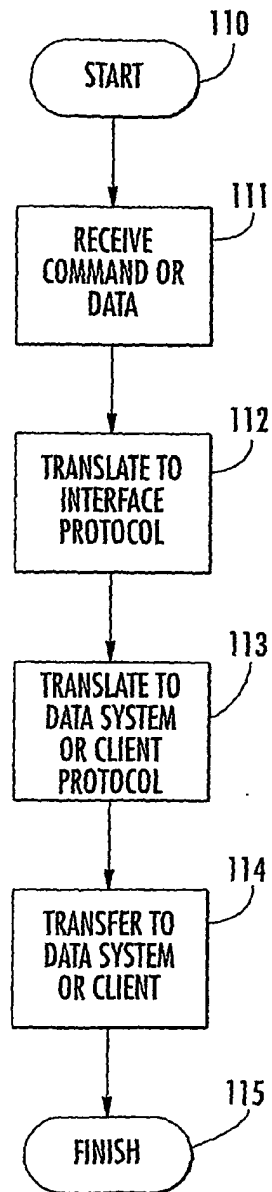 110
START
111
RECEIVE
COMMAND OR
DATA
112
TRANSLATE TO
INTERFACE
PROTOCOL
113
TRANSLATE TO
DATA SYSTEM
OR CLIENT
PROTOCOL
114
TRANSFER TO
DATA SYSTEM
OR CLIENT
115
FINISH